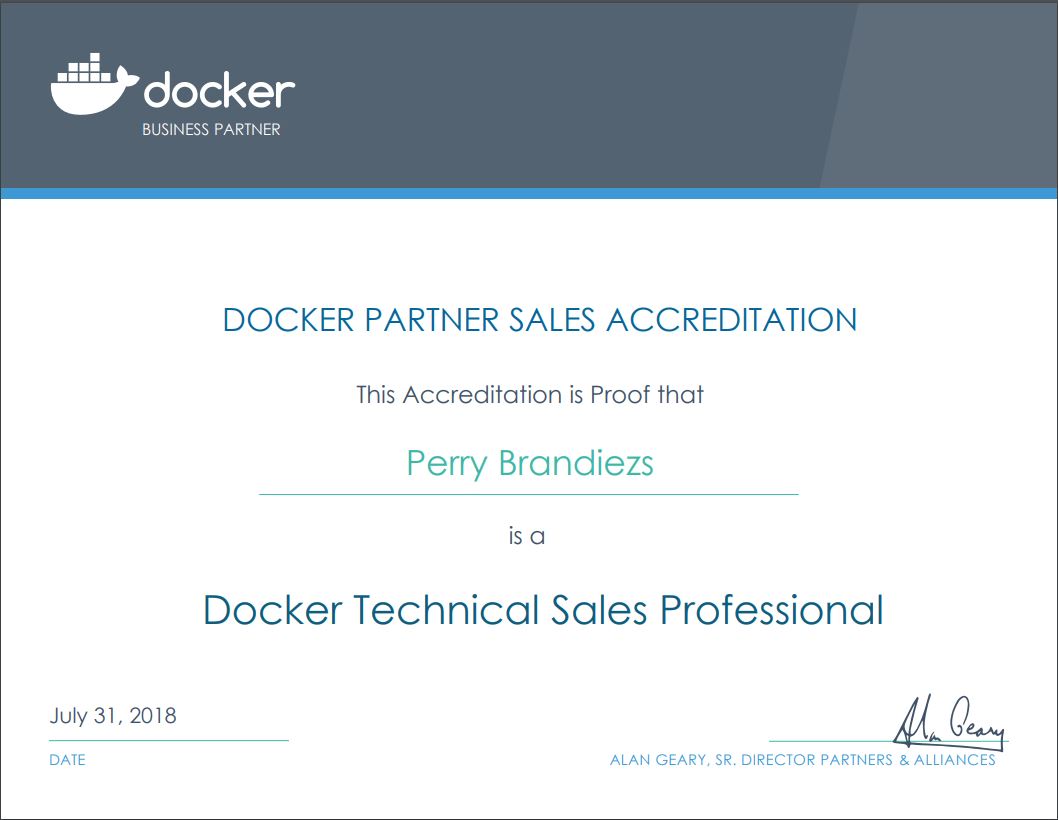 docker
BUSINESS PARTNER
DOCKER PARTNER SALES ACCREDITATION
This Accreditation is Proof that
Perry Brandiezs
is a
Docker Technical Sales Professional
July 31, 2018
DATE
Alan Geary
ALAN GEARY, SR. DIRECTOR PARTNERS & ALLIANCES